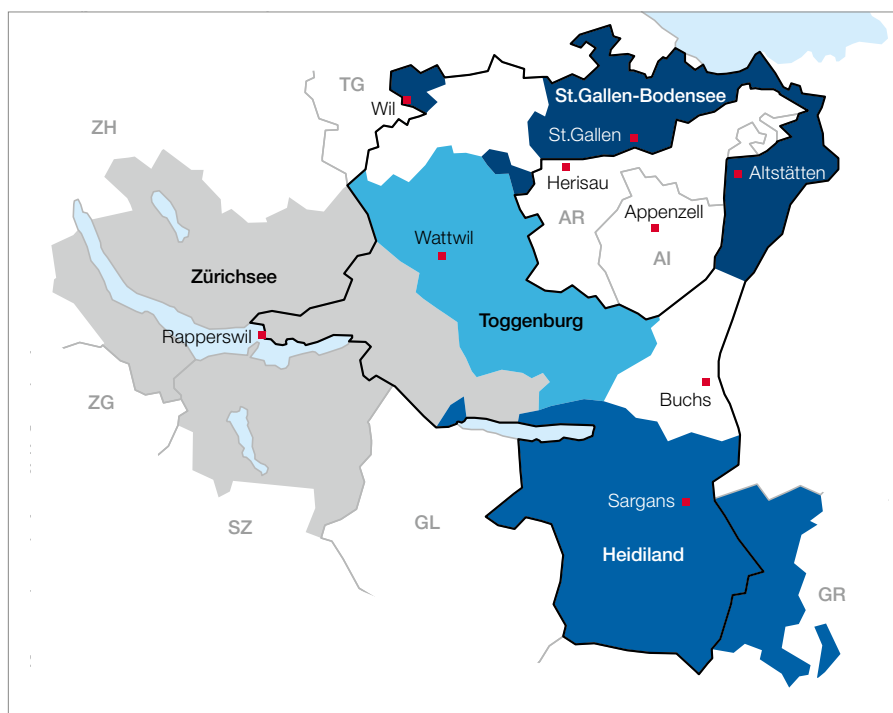 TG
Wil
St.Gallen-Bodensee
ZH
St.Gallen
Herisau
Altstätten
Appenzell
AR
AI
Wattwil
Zürichsee
Toggenburg
Rapperswil
ZG
Buchs
Sargans
SZ
GL
Heidiland
GR